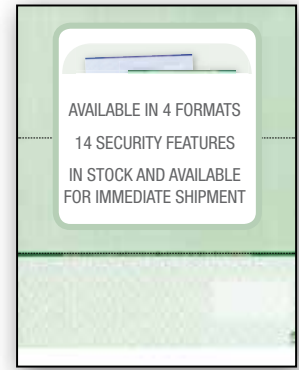 AVAILABLE IN 4 FORMATS
14 SECURITY FEATURES
IN STOCK AND AVAILABLE
FOR IMMEDIATE SHIPMENT